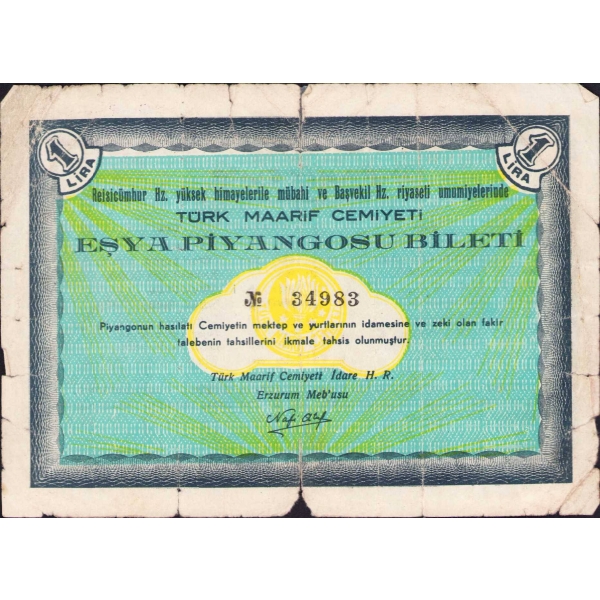 1 LİRA
1 LİRA
Reisicümhur Hz. yüksek himayelerile mübahi ve Başvekil Hz. riyaseti umumiyelerinde
TÜRK MAARİF CEMİYETİ
EŞYA PİYANGOSU BİLETİ
№ 34983
Piyangonun hasılatı Cemiyetin mektep ve yurtlarının idamesine ve zeki olan fakir
talebenin tahsillerini ikmale tahsis olunmuştur.
Türk Maarif Cemiyeti İdare H. R.
Erzurum Meb'usu